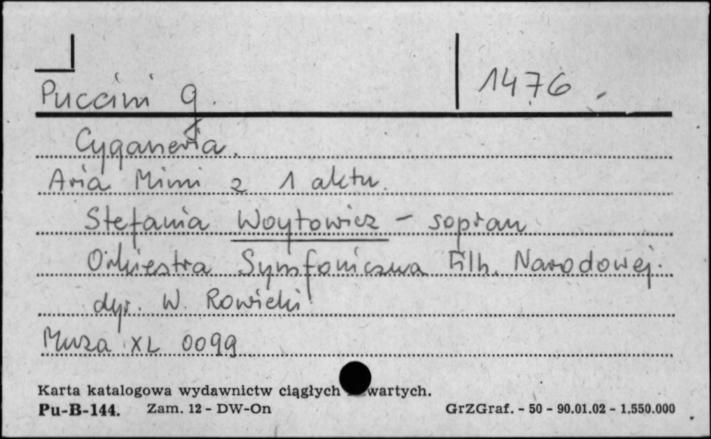 Puccini G. 1476
Cyganeria.
Aria Mimi z 1 aktu.
Stefania Woytowicz – sopran
Orkiestra Symfoniczna Filh. Narodowej.
dyr. W. Rowicki
Muza XL 0099
Karta katalogowa wydawnictw ciągłych wartych.
Pu-B-144. Zam. 12 - DW-On GrZGraf. - 50 - 90.01.02 - 1.550.000